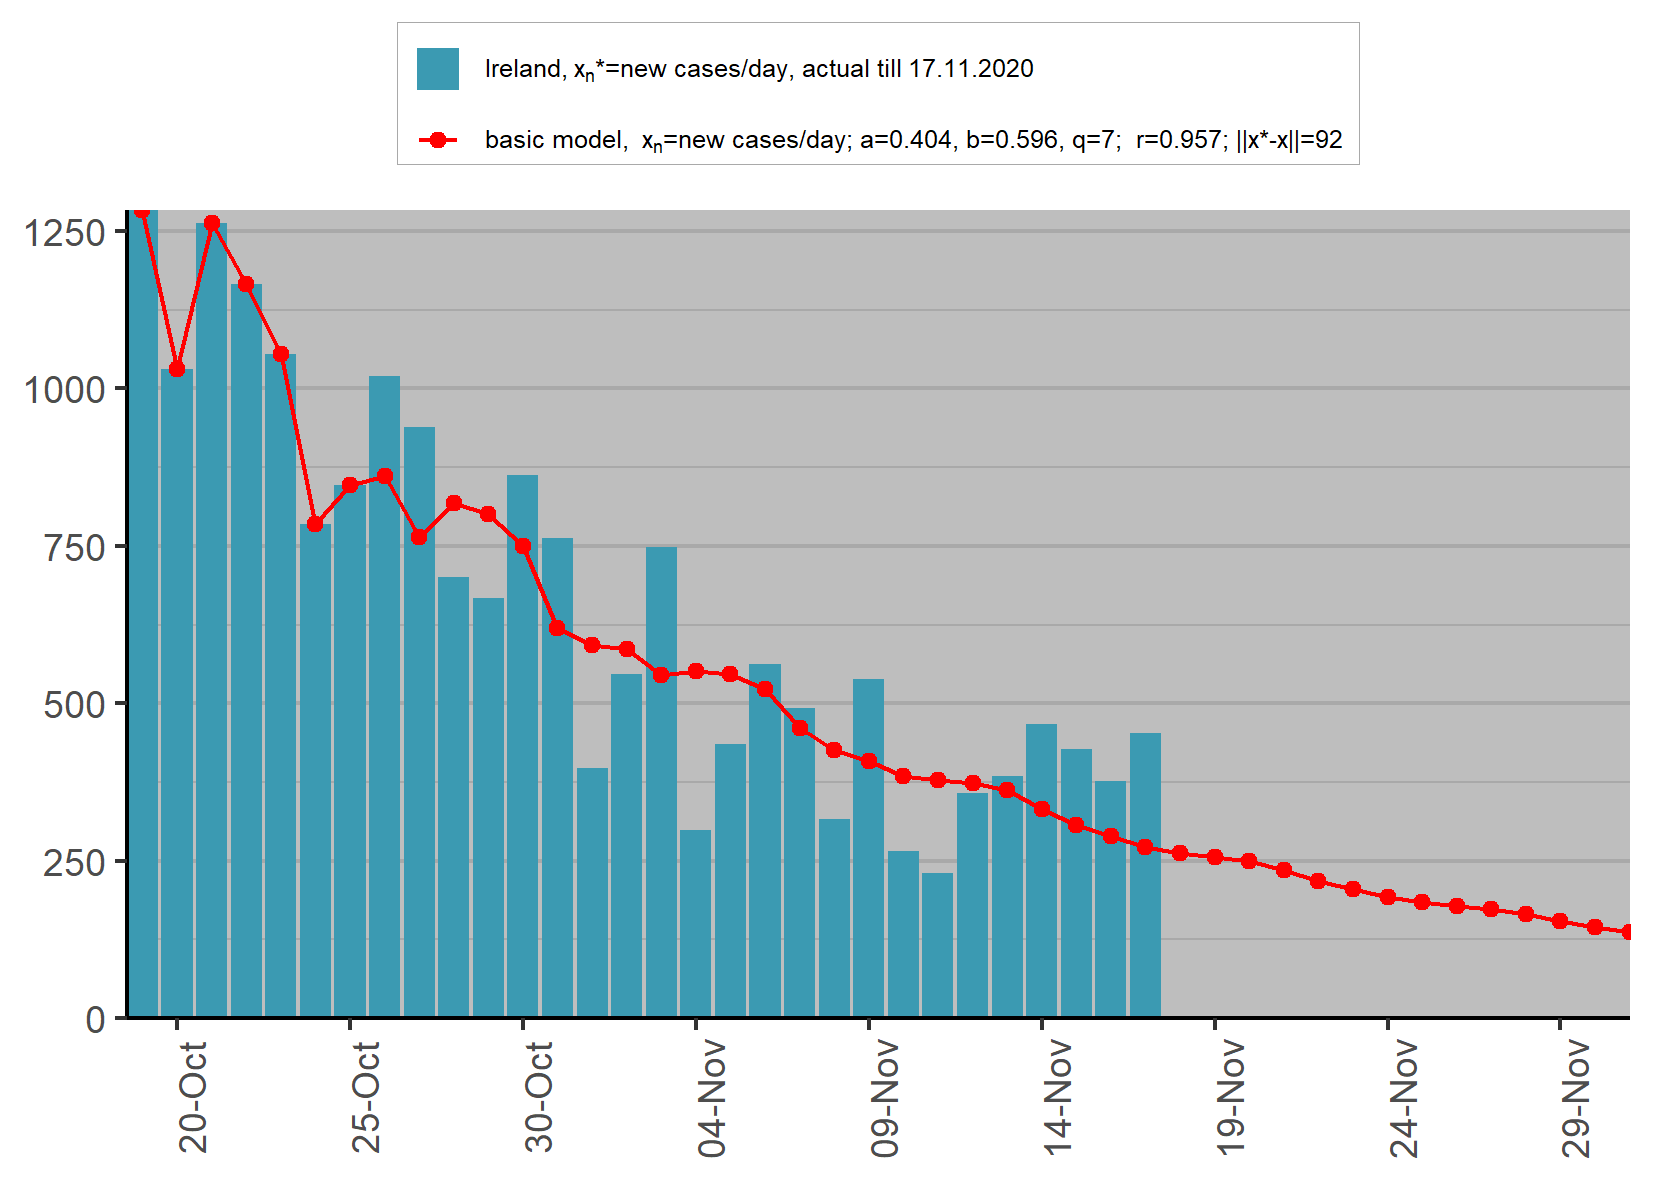 Ireland, xn*=new cases/day, actual till 17.11.2020
basic model, xn=new cases/day; a=0.404, b=0.596, q=7; r=0.957; ||x*-x||=92
1250
1000
750
500
250
0
20-Oct
25-Oct
30-Oct
04-Nov
09-Nov
14-Nov
19-Nov
24-Nov
29-Nov